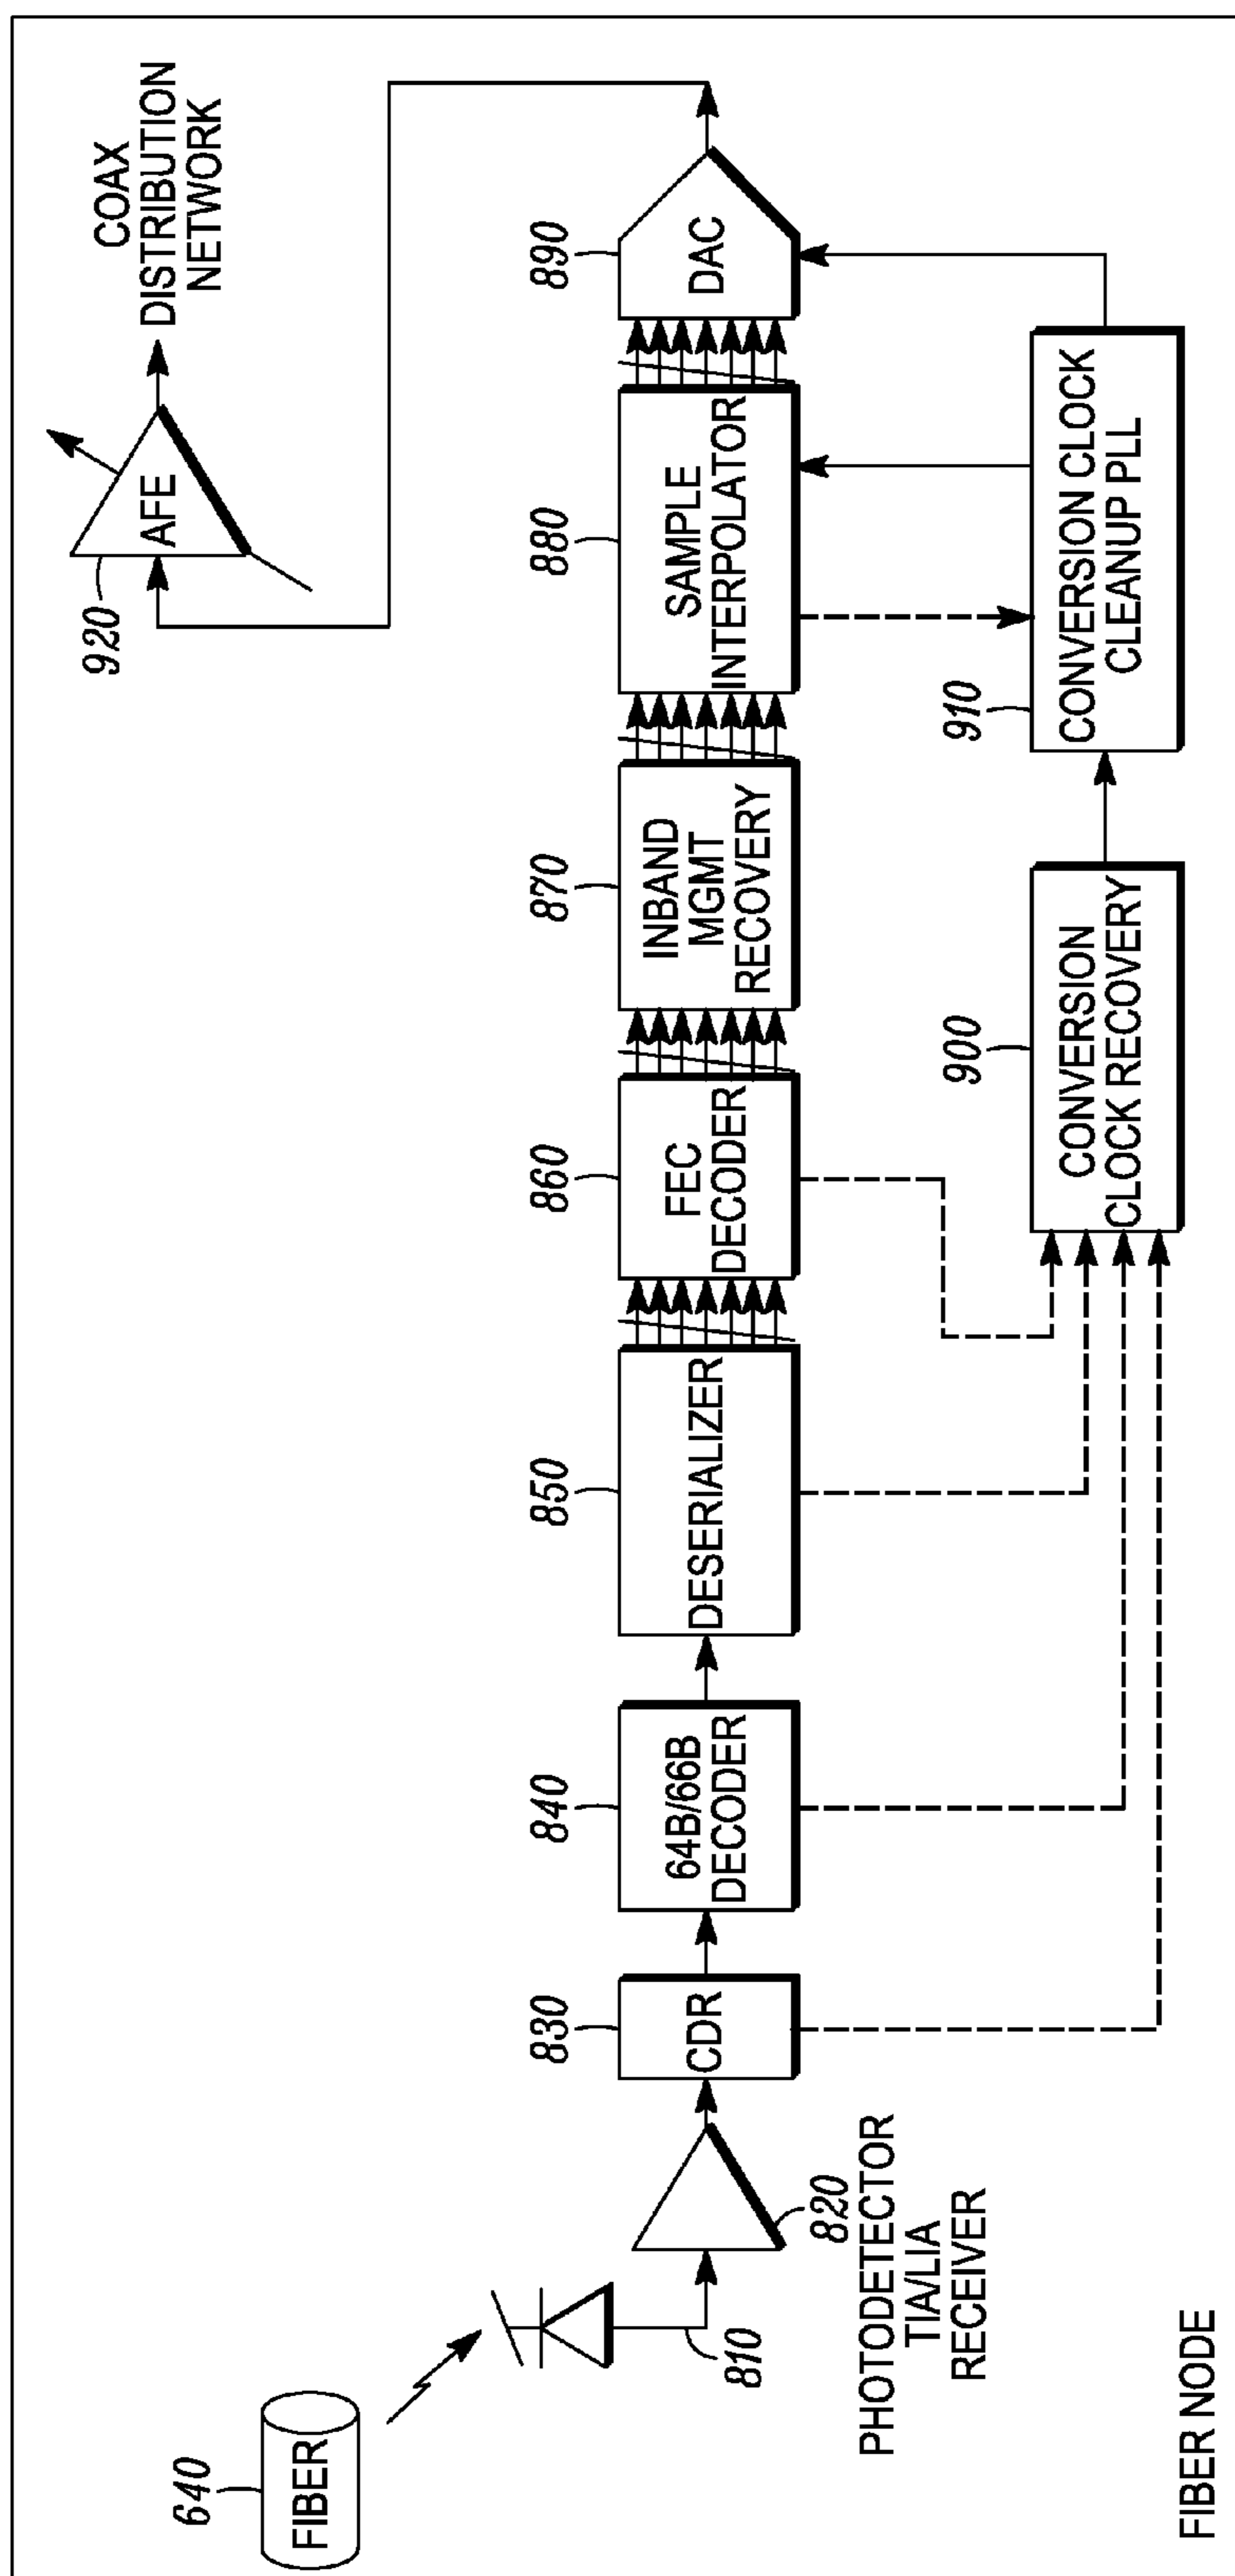 640
FIBER
810
820
PHOTODETECTOR
TIA/LIA
RECEIVER
830
CDR
840
64B/66B
DECODER
850
DESERIALIZER
860
FEC
DECODER
870
INBAND
MGMT
RECOVERY
880
SAMPLE
INTERPOLATOR
890
DAC
900
CONVERSION
CLOCK RECOVERY
910
CONVERSION CLOCK
CLEANUP PLL
920
AFE
COAX
DISTRIBUTION
NETWORK
FIBER NODE